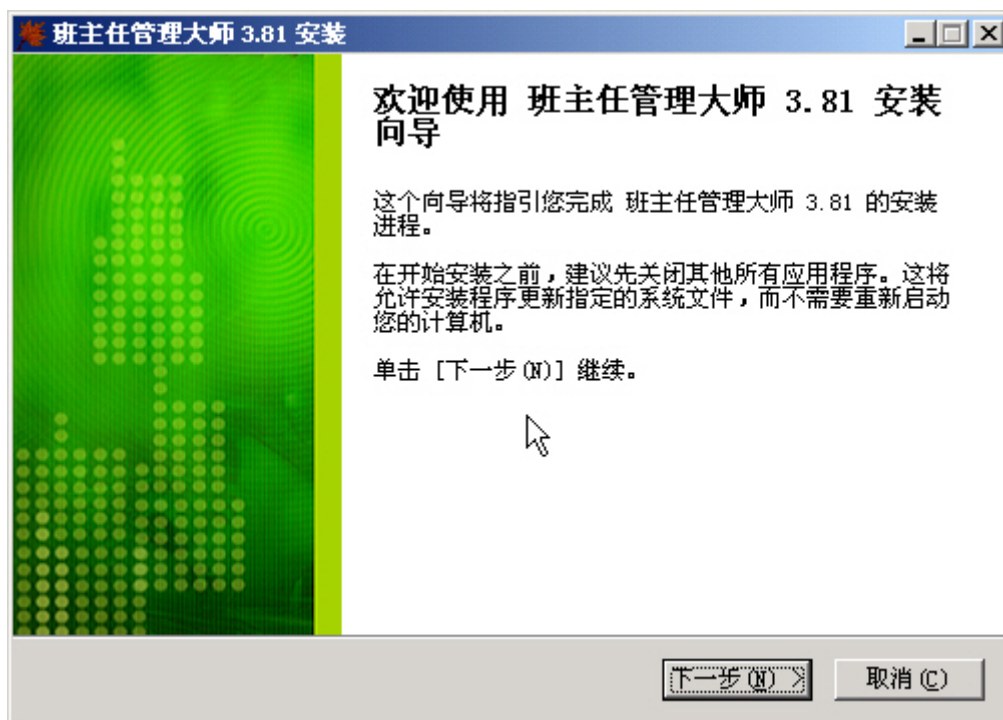 班主任管理大师 3.81 安装
欢迎使用 班主任管理大师 3.81 安装
向导
这个向导将指引您完成 班主任管理大师 3.81 的安装
进程。
在开始安装之前,建议先关闭其他所有应用程序。这将
允许安装程序更新指定的系统文件,而不需要重新启动
您的计算机。
单击 [下一步(N)] 继续。
下一步(N) >
取消(C)